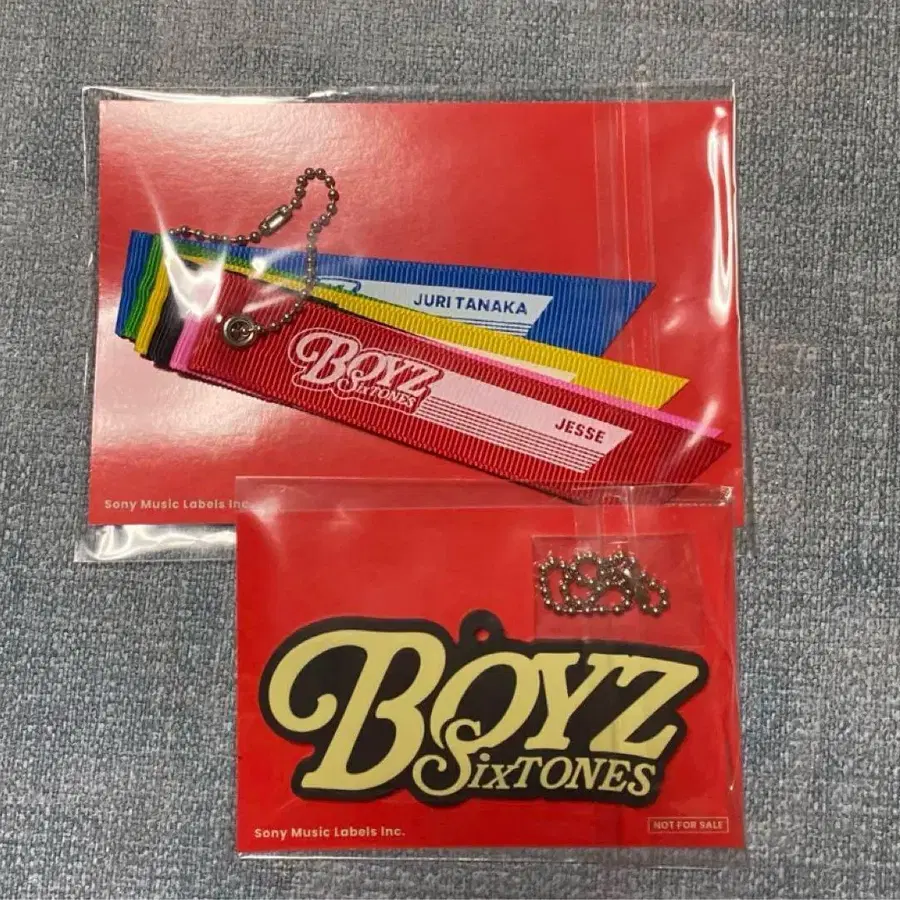 JURI TANAKA
BOYZ
SixTONES
JESSE
Sony Music Labels Inc.
BOYZ
SixTONES
Sony Music Labels Inc.
NOT FOR SALE